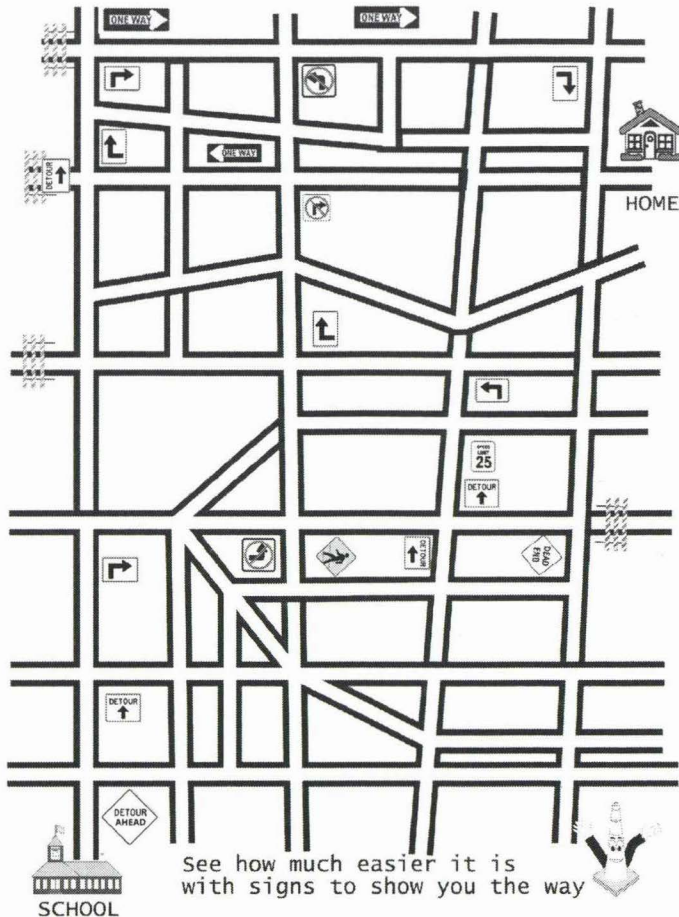 ONE WAY
ONE WAY
ONE WAY
DETOUR
HOME
SPEED
LIMIT
25
DETOUR
DETOUR
DEAD
END
DETOUR
DETOUR
AHEAD
See how much easier it is
with signs to show you the way
SCHOOL